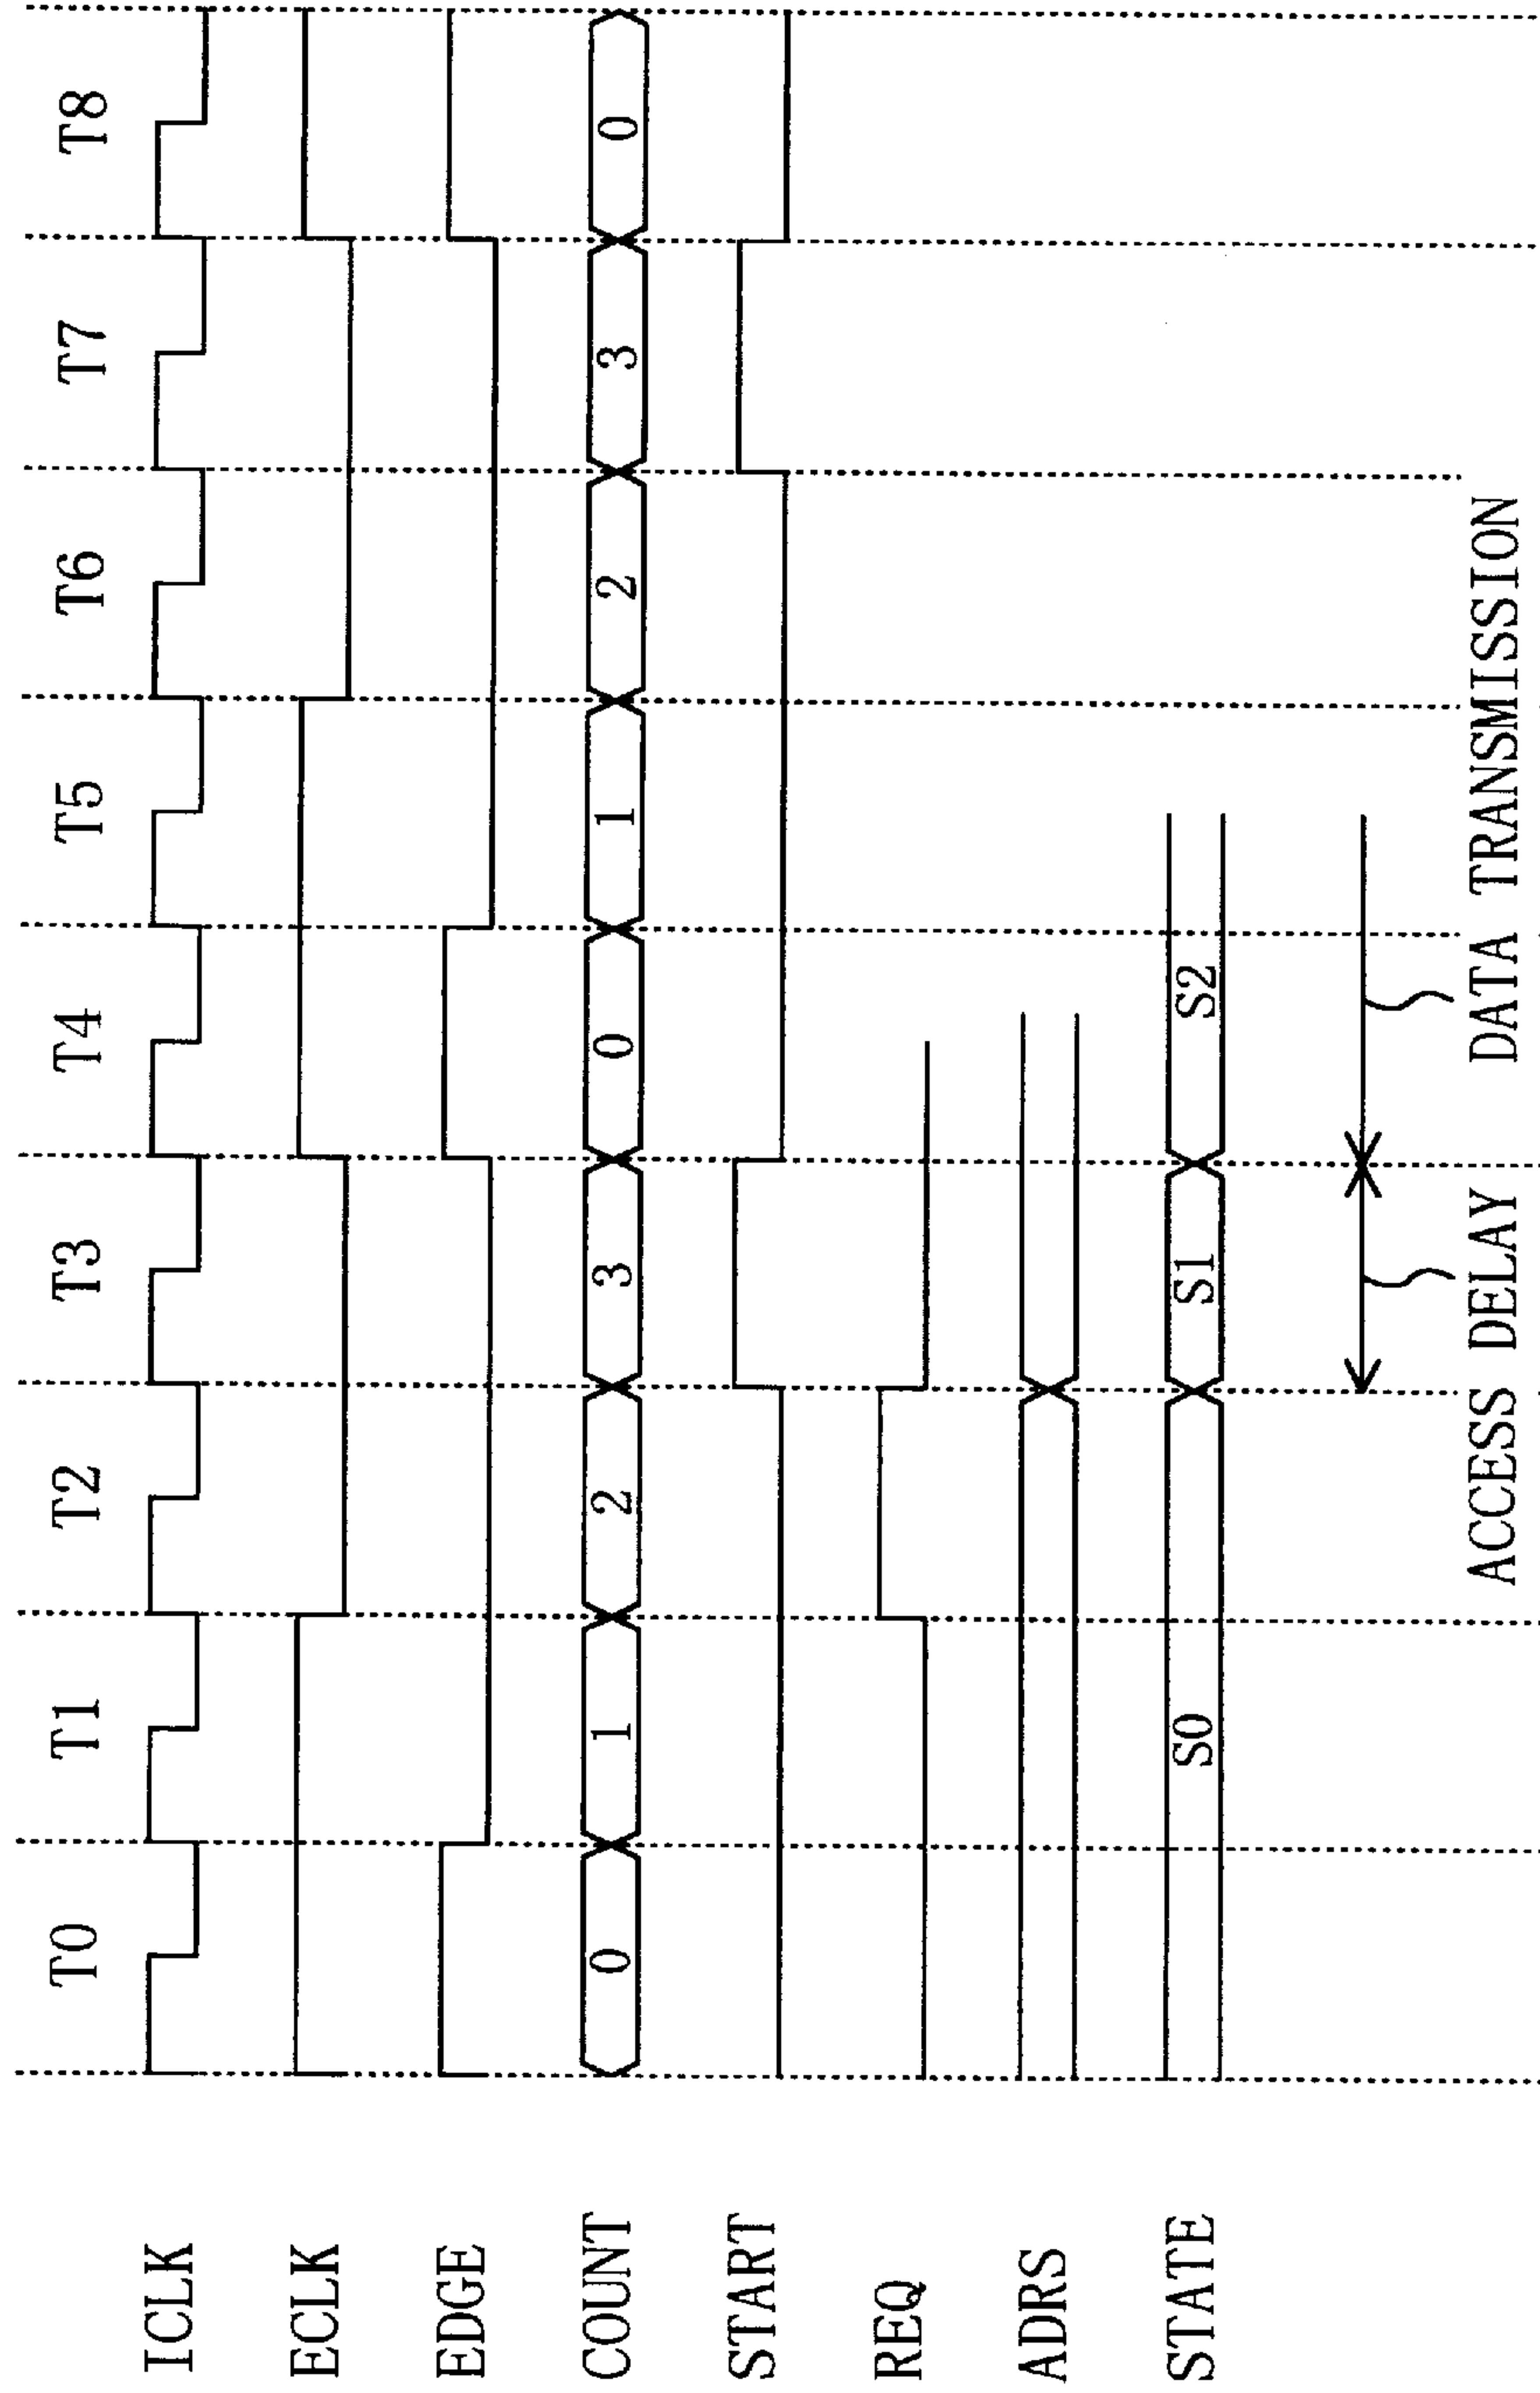 T0 T1 T2 T3 T4 T5 T6 T7 T8
ICLK
ECLK
EDGE
COUNT 0 1 2 3 0 1 2 3 0
START
REQ
ADRS
STATE S0 S1 S2
ACCESS DELAY DATA TRANSMISSION